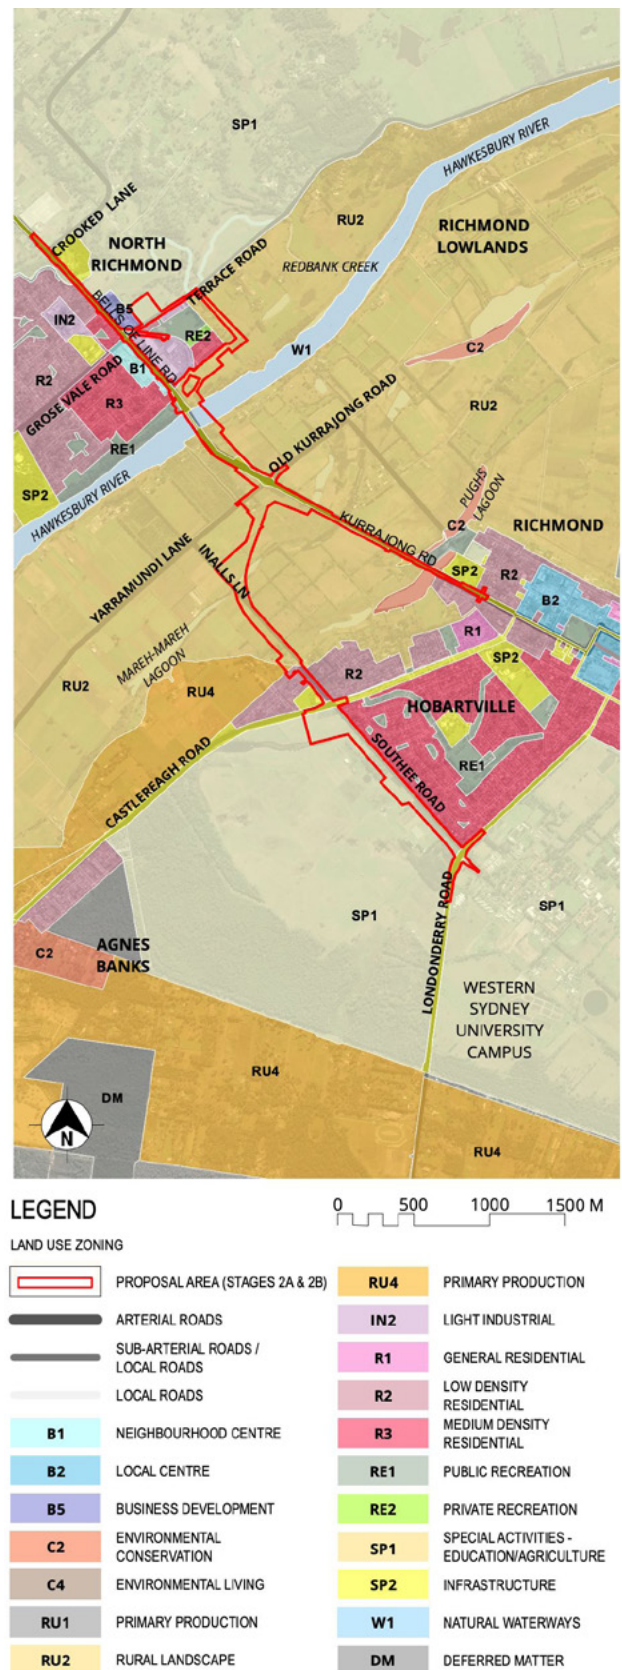 SP1
HAWKESBURY RIVER
CROOKED LANE
NORTH
RICHMOND
RU2
RICHMOND
LOWLANDS
TERRACE ROAD
REDBANK CREEK
BELLS OF LINE RD
B5
IN2
RE2
W1
C2
R2
GROSE VALE ROAD
B1
R3
OLD KURRAJONG ROAD
RU2
RE1
SP2
HAWKESBURY RIVER
PUGHS
LAGOON
C2
RICHMOND
KURRAJONG RD
YARRAMUNDI LANE
INALLS LN
SP2
R2
B2
R1
MAREH-MAREH
LAGOON
SP2
R2
RU2
RU4
HOBARTVILLE
CASTLEREAGH ROAD
SOUTHEE ROAD
RE1
SP1
SP1
LONDONDERRY ROAD
C2
AGNES
BANKS
WESTERN
SYDNEY
UNIVERSITY
CAMPUS
RU4
DM
N
RU4
LEGEND
0 500 1000 1500 M
LAND USE ZONING
PROPOSAL AREA (STAGES 2A & 2B)
ARTERIAL ROADS
SUB-ARTERIAL ROADS /
LOCAL ROADS
LOCAL ROADS
B1 NEIGHBOURHOOD CENTRE
B2 LOCAL CENTRE
B5 BUSINESS DEVELOPMENT
C2 ENVIRONMENTAL
CONSERVATION
C4 ENVIRONMENTAL LIVING
RU1 PRIMARY PRODUCTION
RU2 RURAL LANDSCAPE
RU4 PRIMARY PRODUCTION
IN2 LIGHT INDUSTRIAL
R1 GENERAL RESIDENTIAL
R2 LOW DENSITY
RESIDENTIAL
R3 MEDIUM DENSITY
RESIDENTIAL
RE1 PUBLIC RECREATION
RE2 PRIVATE RECREATION
SP1 SPECIAL ACTIVITIES -
EDUCATION/AGRICULTURE
SP2 INFRASTRUCTURE
W1 NATURAL WATERWAYS
DM DEFERRED MATTER